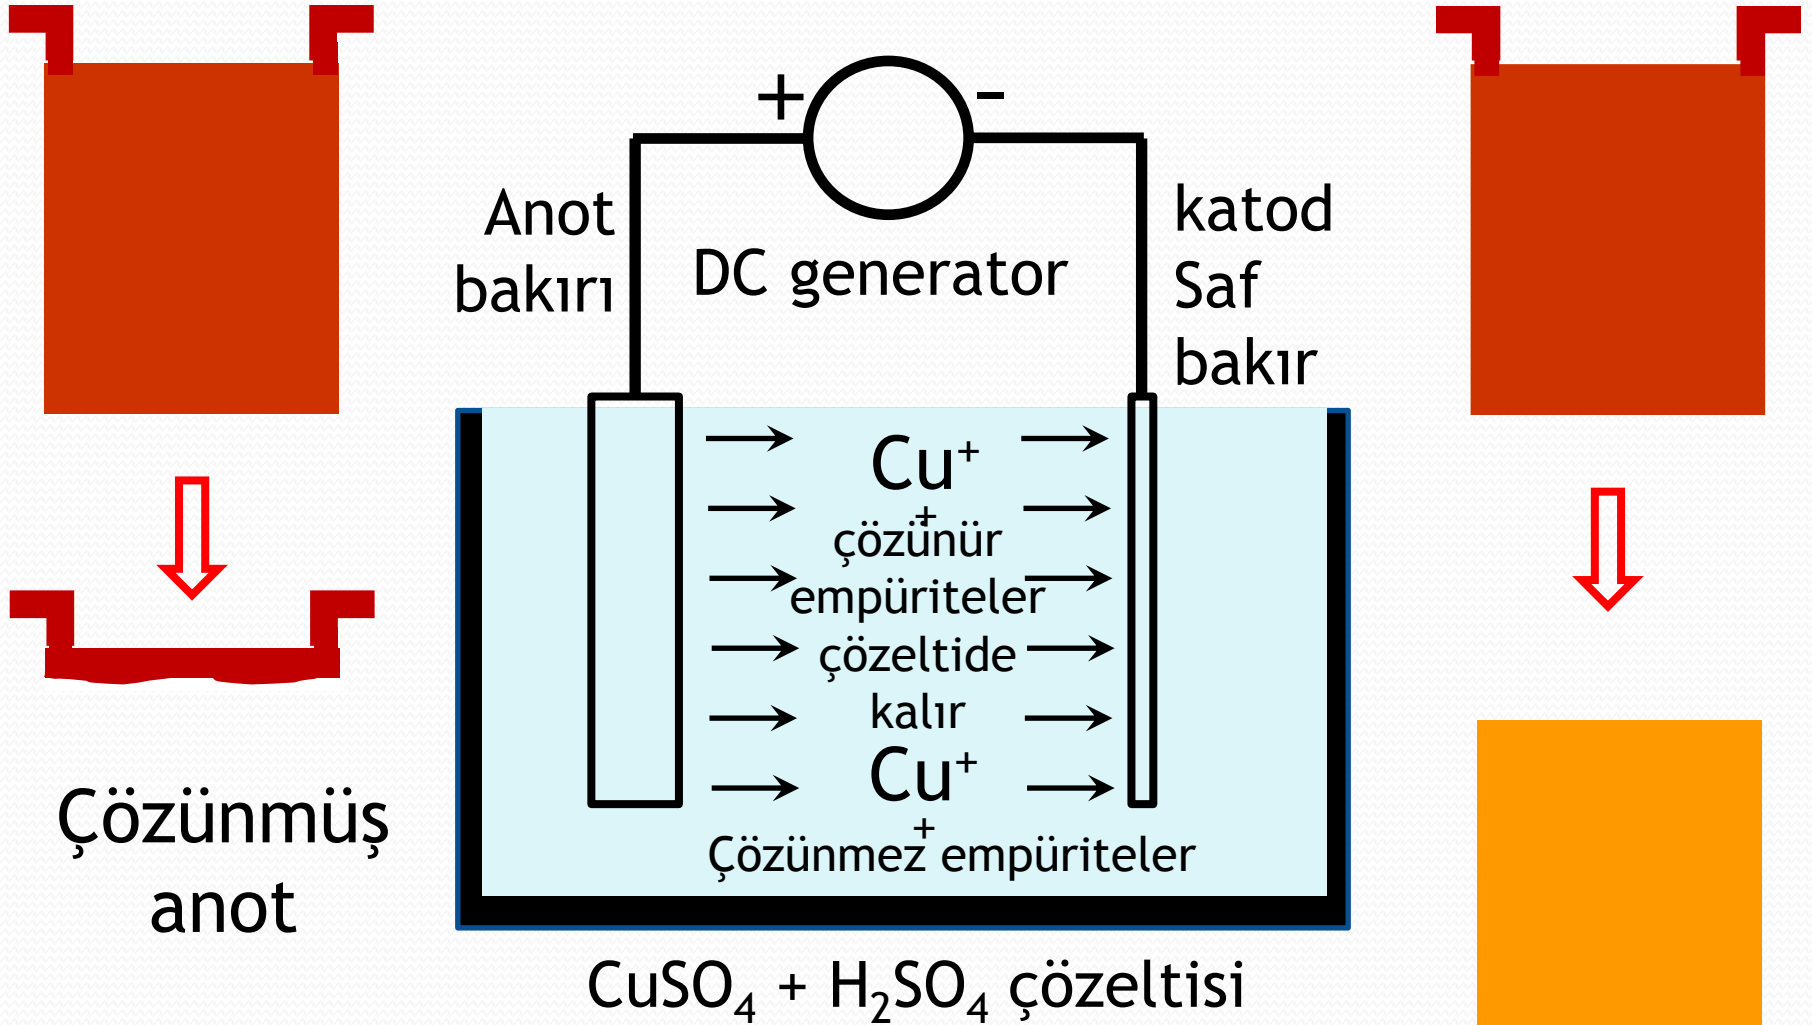 + -
Anot
bakırı
DC generator
katod
Saf
bakır
Cu⁺
+
çözünür
empüriteler
çözeltide
kalır
Cu⁺
+
Çözünmez empüriteler
Çözünmüş
anot
CuSO₄ + H₂SO₄ çözeltisi